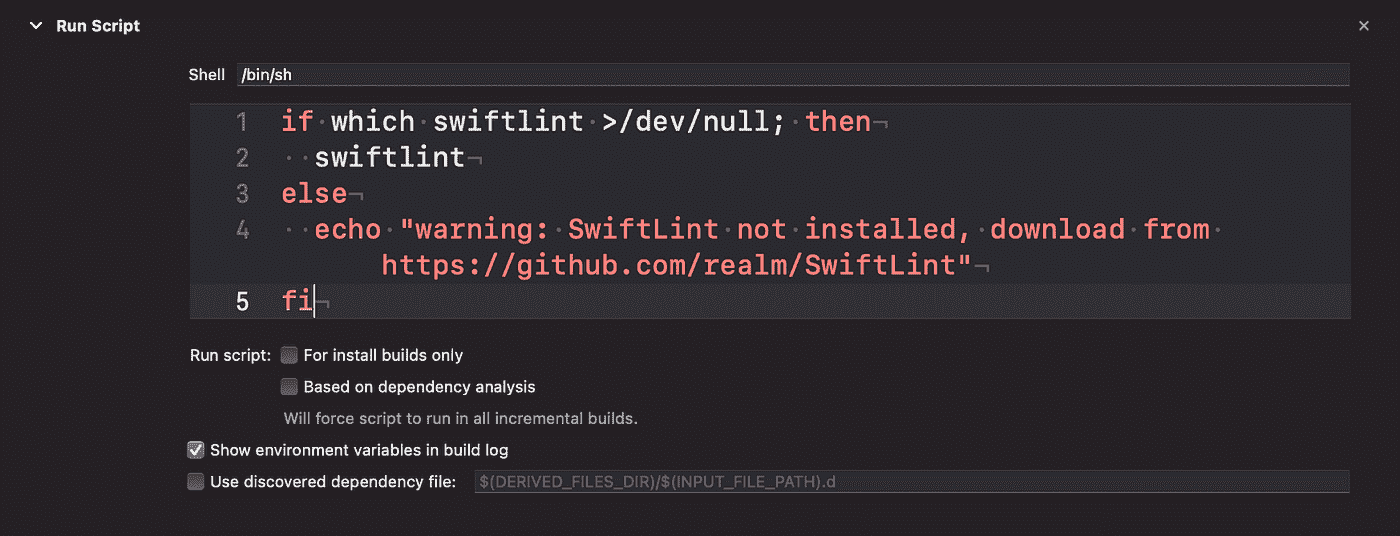 Run Script
Shell /bin/sh
1 if which swiftlint >/dev/null; then
2   swiftlint
3 else
4   echo "warning: SwiftLint not installed, download from
https://github.com/realm/SwiftLint"
5 fi
Run script: For install builds only
Based on dependency analysis
Will force script to run in all incremental builds.
Show environment variables in build log
Use discovered dependency file: $(DERIVED_FILES_DIR)/$(INPUT_FILE_PATH).d